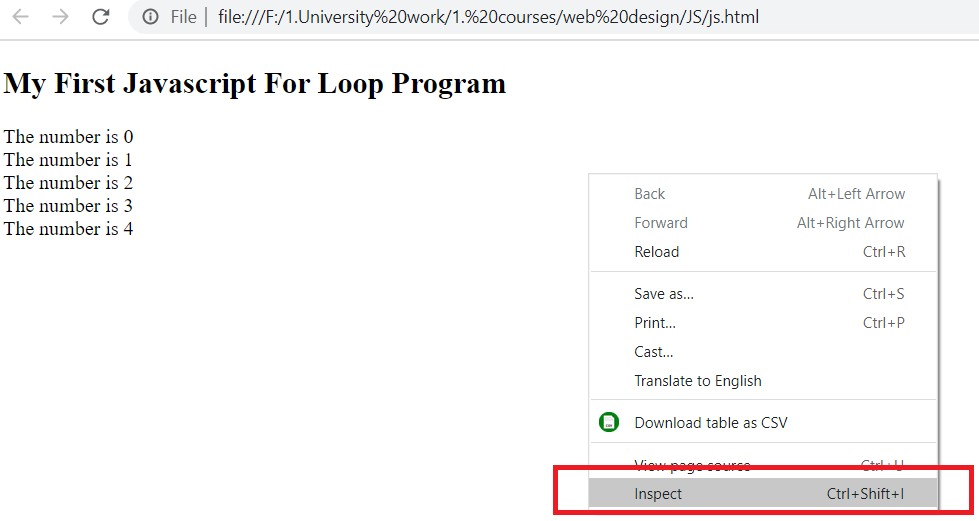 File | file:///F:/1.University%20work/1.%20courses/web%20design/JS/js.html
My First Javascript For Loop Program
The number is 0
The number is 1
The number is 2
The number is 3
The number is 4
Back Alt+Left Arrow
Forward Alt+Right Arrow
Reload Ctrl+R
Save as... Ctrl+S
Print... Ctrl+P
Cast...
Translate to English
Download table as CSV
View page source Ctrl+U
Inspect Ctrl+Shift+I